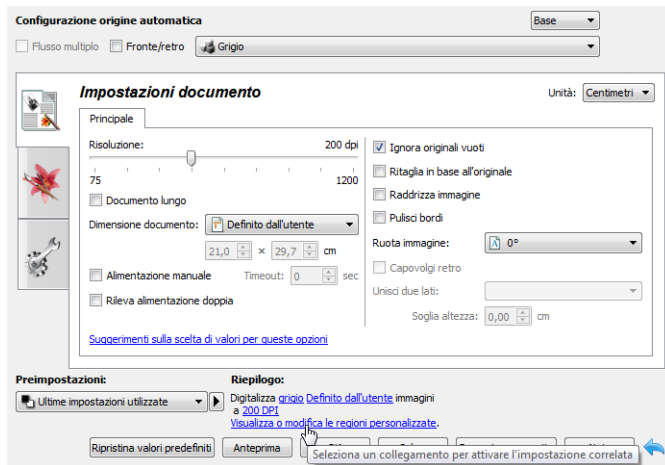 Configurazione origine automatica
Base
Flusso multiplo
Fronte/retro
Grigio
Impostazioni documento
Unità:
Centimetri
Principale
Risoluzione:
200 dpi
75
1200
Documento lungo
Dimensione documento:
Definito dall'utente
21,0 × 29,7 cm
Alimentazione manuale
Timeout: 0 sec
Rileva alimentazione doppia
Suggerimenti sulla scelta di valori per queste opzioni
Ignora originali vuoti
Ritaglia in base all'originale
Raddrizza immagine
Pulisci bordi
Ruota immagine:
A 0°
Capovolgi retro
Unisci due lati:
Soglia altezza: 0,00 cm
Preimpostazioni:
Ultime impostazioni utilizzate
Riepilogo:
Digitalizza grigio Definito dall'utente immagini
a 200 DPI
Visualizza o modifica le regioni personalizzate.
Ripristina valori predefiniti
Anteprima
Seleziona un collegamento per attivare l'impostazione correlata